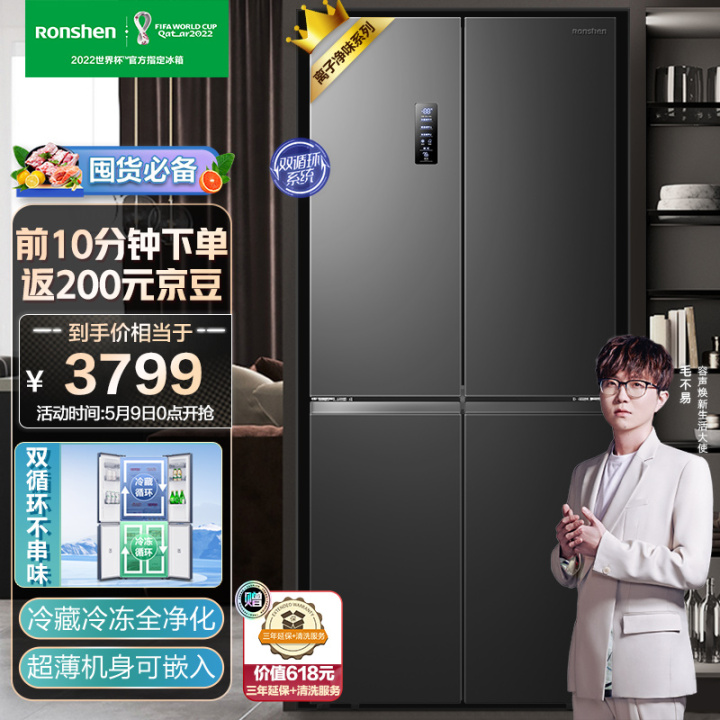 Ronshen
FIFA WORLD CUP
Qatar2022
2022世界杯™官方指定冰箱
离子净味系列
Ronshen
双循环
系统
囤货必备
前10分钟下单
返200元京豆
到手价相当于
¥3799
活动时间:5月9日0点开抢
双循环不串味
冷藏
循环
冷冻
循环
冷藏冷冻全净化
超薄机身可嵌入
赠
EXTENDED WARRANTY
三年延保+清洗服务
价值618元
三年延保+清洗服务
容声焕新生活大使
毛不易